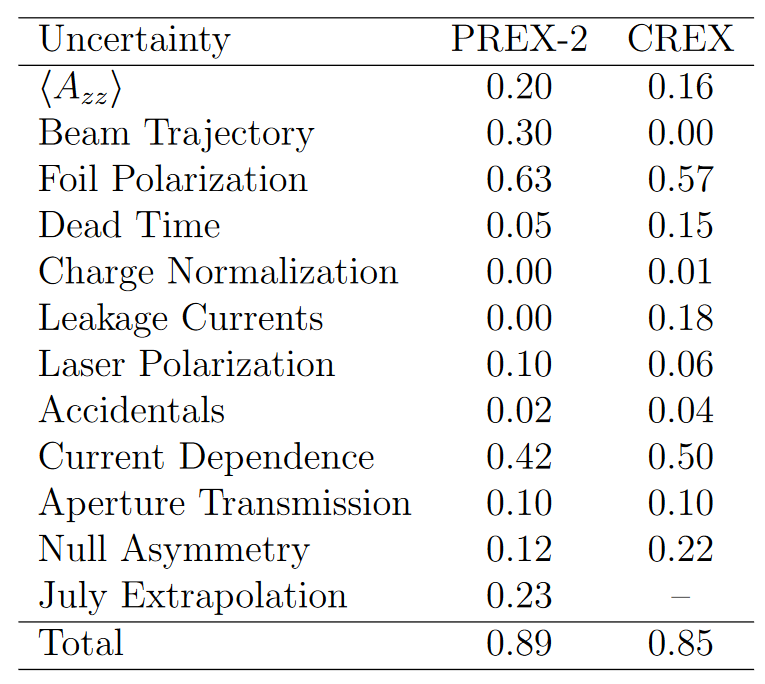 Uncertainty PREX-2 CREX
⟨A_zz⟩ 0.20 0.16
Beam Trajectory 0.30 0.00
Foil Polarization 0.63 0.57
Dead Time 0.05 0.15
Charge Normalization 0.00 0.01
Leakage Currents 0.00 0.18
Laser Polarization 0.10 0.06
Accidentals 0.02 0.04
Current Dependence 0.42 0.50
Aperture Transmission 0.10 0.10
Null Asymmetry 0.12 0.22
July Extrapolation 0.23 –
Total 0.89 0.85